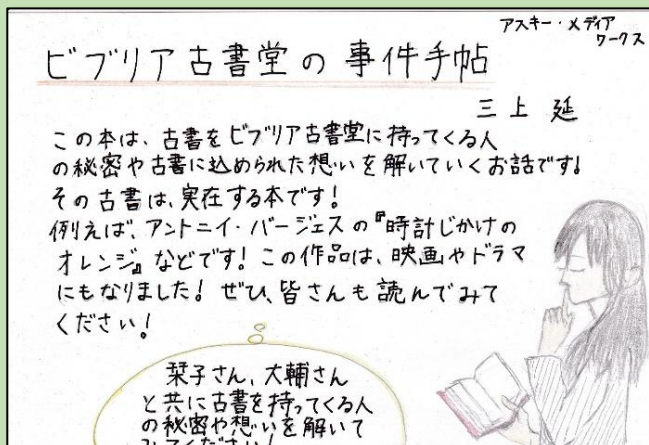 アスキー・メディア
ワークス
ビブリア古書堂の事件手帖
三上 延
この本は、古書をビブリア古書堂に持ってくる人
の秘密や古書に込められた想いを解いていくお話です!
その古書は、実在する本です!
例えば、アントニイ・バージェスの『時計じかけの
オレンジ』などです!この作品は、映画やドラマ
にもなりました!ぜひ、皆さんも読んでみて
ください!
栞子さん、大輔さん
と共に古書を持ってくる人
の秘密や想いを解いて
みてください!